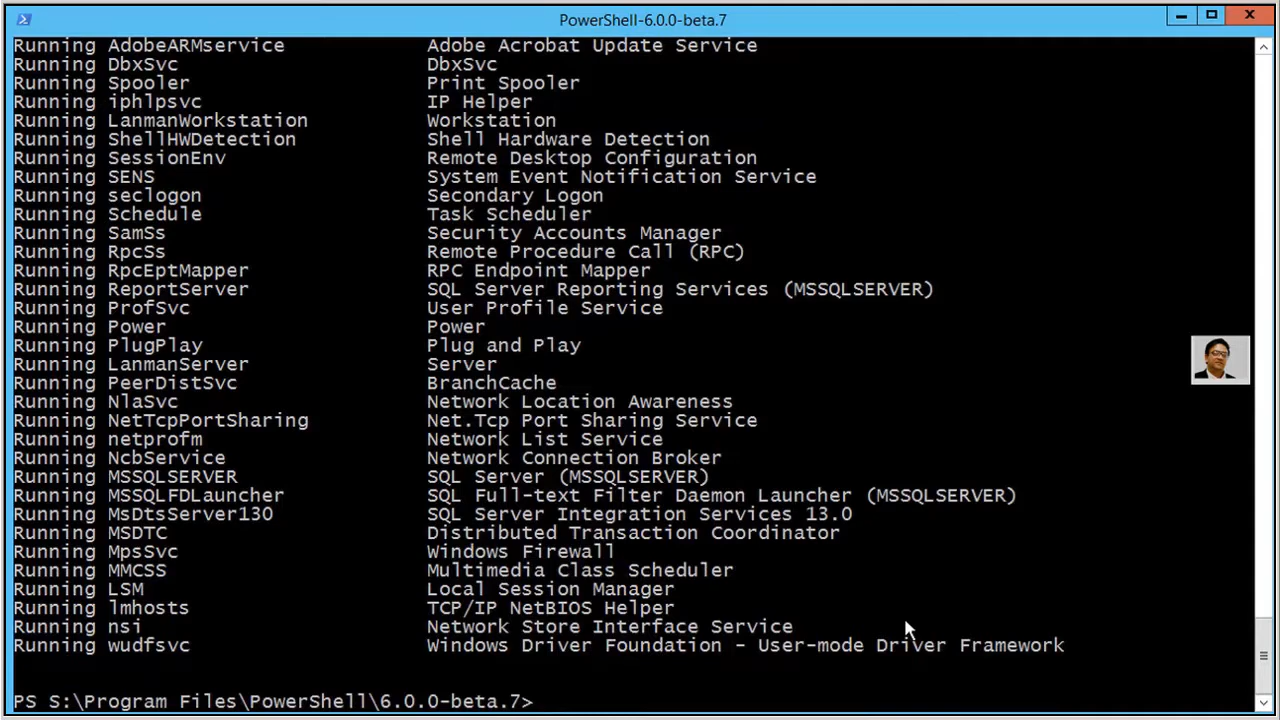 PowerShell-6.0.0-beta.7
Running AdobeARMservice Adobe Acrobat Update Service
Running DbxSvc DbxSvc
Running Spooler Print Spooler
Running iphlpsvc IP Helper
Running LanmanWorkstation Workstation
Running ShellHWDetection Shell Hardware Detection
Running SessionEnv Remote Desktop Configuration
Running SENS System Event Notification Service
Running seclogon Secondary Logon
Running Schedule Task Scheduler
Running SamSs Security Accounts Manager
Running RpcSs Remote Procedure Call (RPC)
Running RpcEptMapper RPC Endpoint Mapper
Running ReportServer SQL Server Reporting Services (MSSQLSERVER)
Running ProfSvc User Profile Service
Running Power Power
Running PlugPlay Plug and Play
Running LanmanServer Server
Running PeerDistSvc BranchCache
Running NlaSvc Network Location Awareness
Running NetTcpPortSharing Net.Tcp Port Sharing Service
Running netprofm Network List Service
Running NcbService Network Connection Broker
Running MSSQLSERVER SQL Server (MSSQLSERVER)
Running MSSQLFDLauncher SQL Full-text Filter Daemon Launcher (MSSQLSERVER)
Running MsDtsServer130 SQL Server Integration Services 13.0
Running MSDTC Distributed Transaction Coordinator
Running MpsSvc Windows Firewall
Running MMCSS Multimedia Class Scheduler
Running LSM Local Session Manager
Running lmhosts TCP/IP NetBIOS Helper
Running nsi Network Store Interface Service
Running wudfsvc Windows Driver Foundation - User-mode Driver Framework
PS S:\Program Files\PowerShell\6.0.0-beta.7>